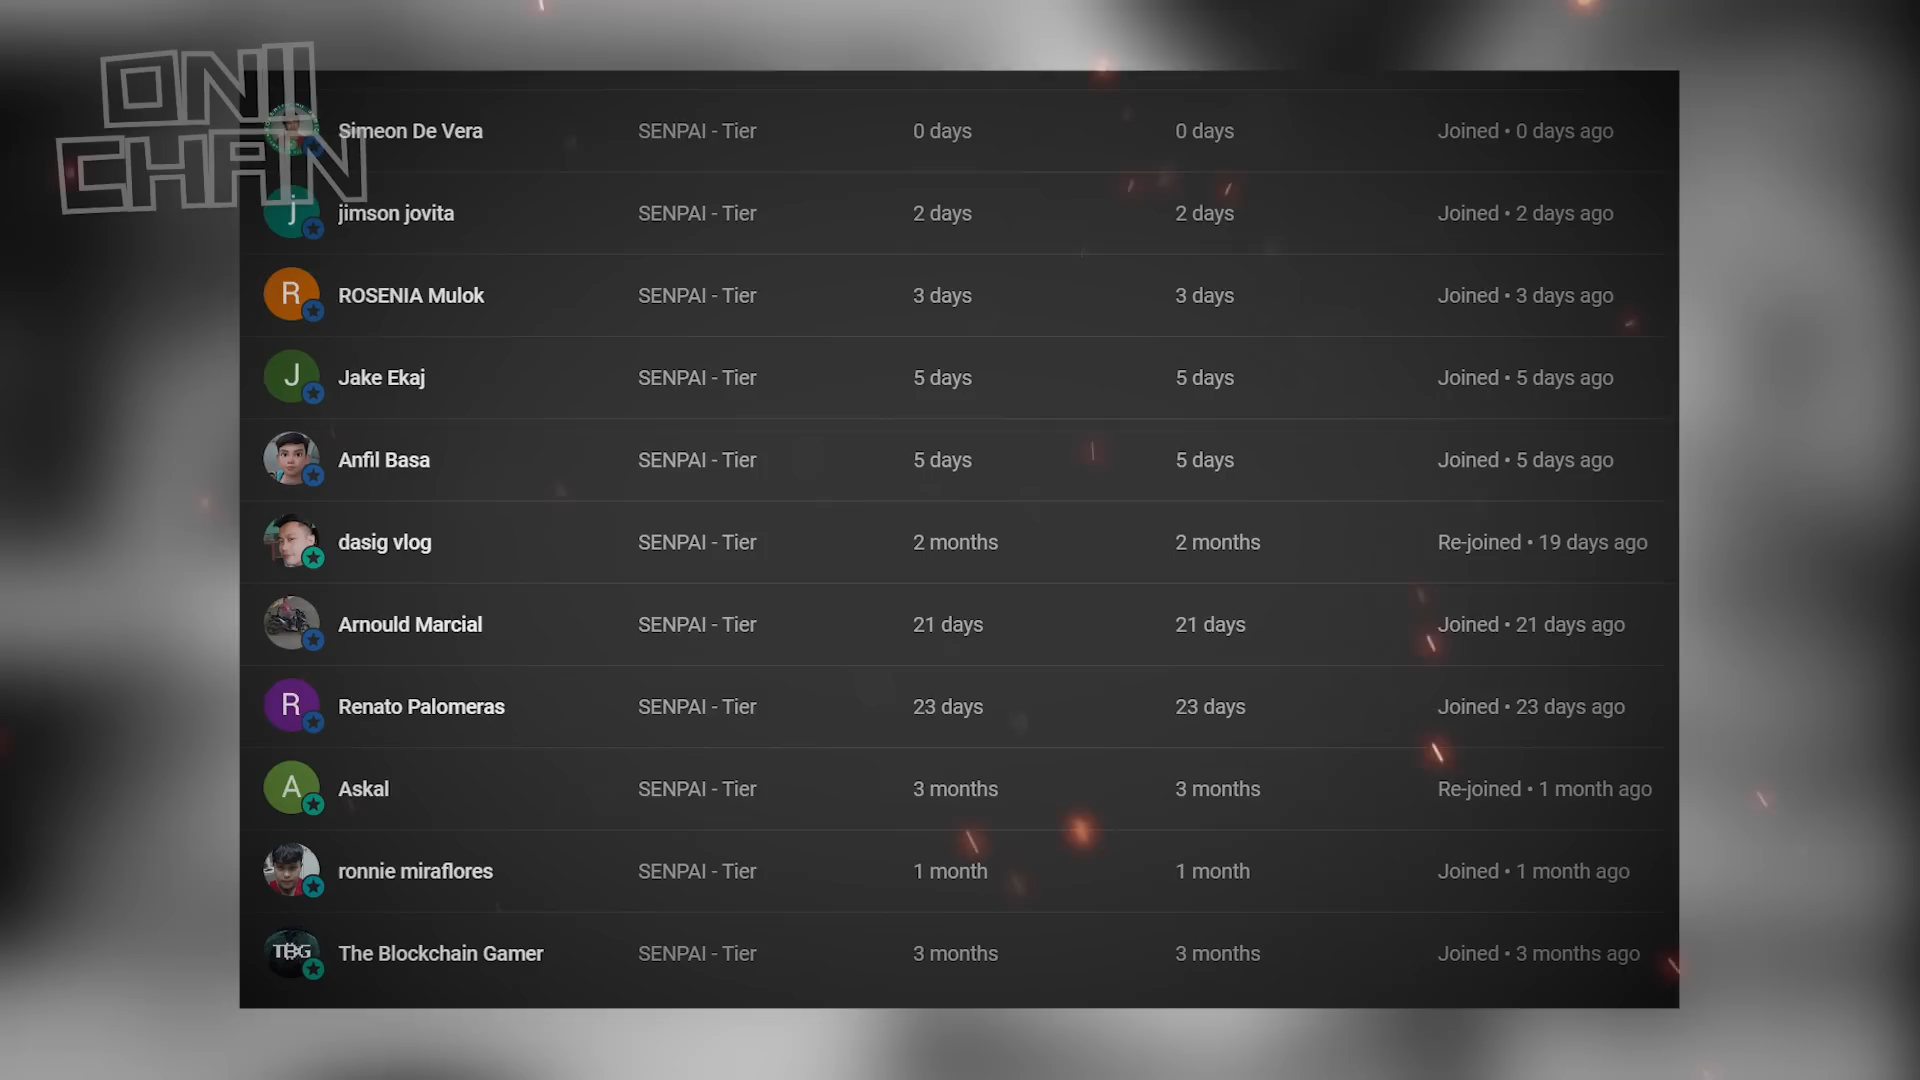 ONII
CHAN
Simeon De Vera SENPAI - Tier 0 days 0 days Joined • 0 days ago
j jimson jovita SENPAI - Tier 2 days 2 days Joined • 2 days ago
R ROSENIA Mulok SENPAI - Tier 3 days 3 days Joined • 3 days ago
J Jake Ekaj SENPAI - Tier 5 days 5 days Joined • 5 days ago
Anfil Basa SENPAI - Tier 5 days 5 days Joined • 5 days ago
dasig vlog SENPAI - Tier 2 months 2 months Re-joined • 19 days ago
Arnould Marcial SENPAI - Tier 21 days 21 days Joined • 21 days ago
R Renato Palomeras SENPAI - Tier 23 days 23 days Joined • 23 days ago
A Askal SENPAI - Tier 3 months 3 months Re-joined • 1 month ago
ronnie miraflores SENPAI - Tier 1 month 1 month Joined • 1 month ago
TBG The Blockchain Gamer SENPAI - Tier 3 months 3 months Joined • 3 months ago